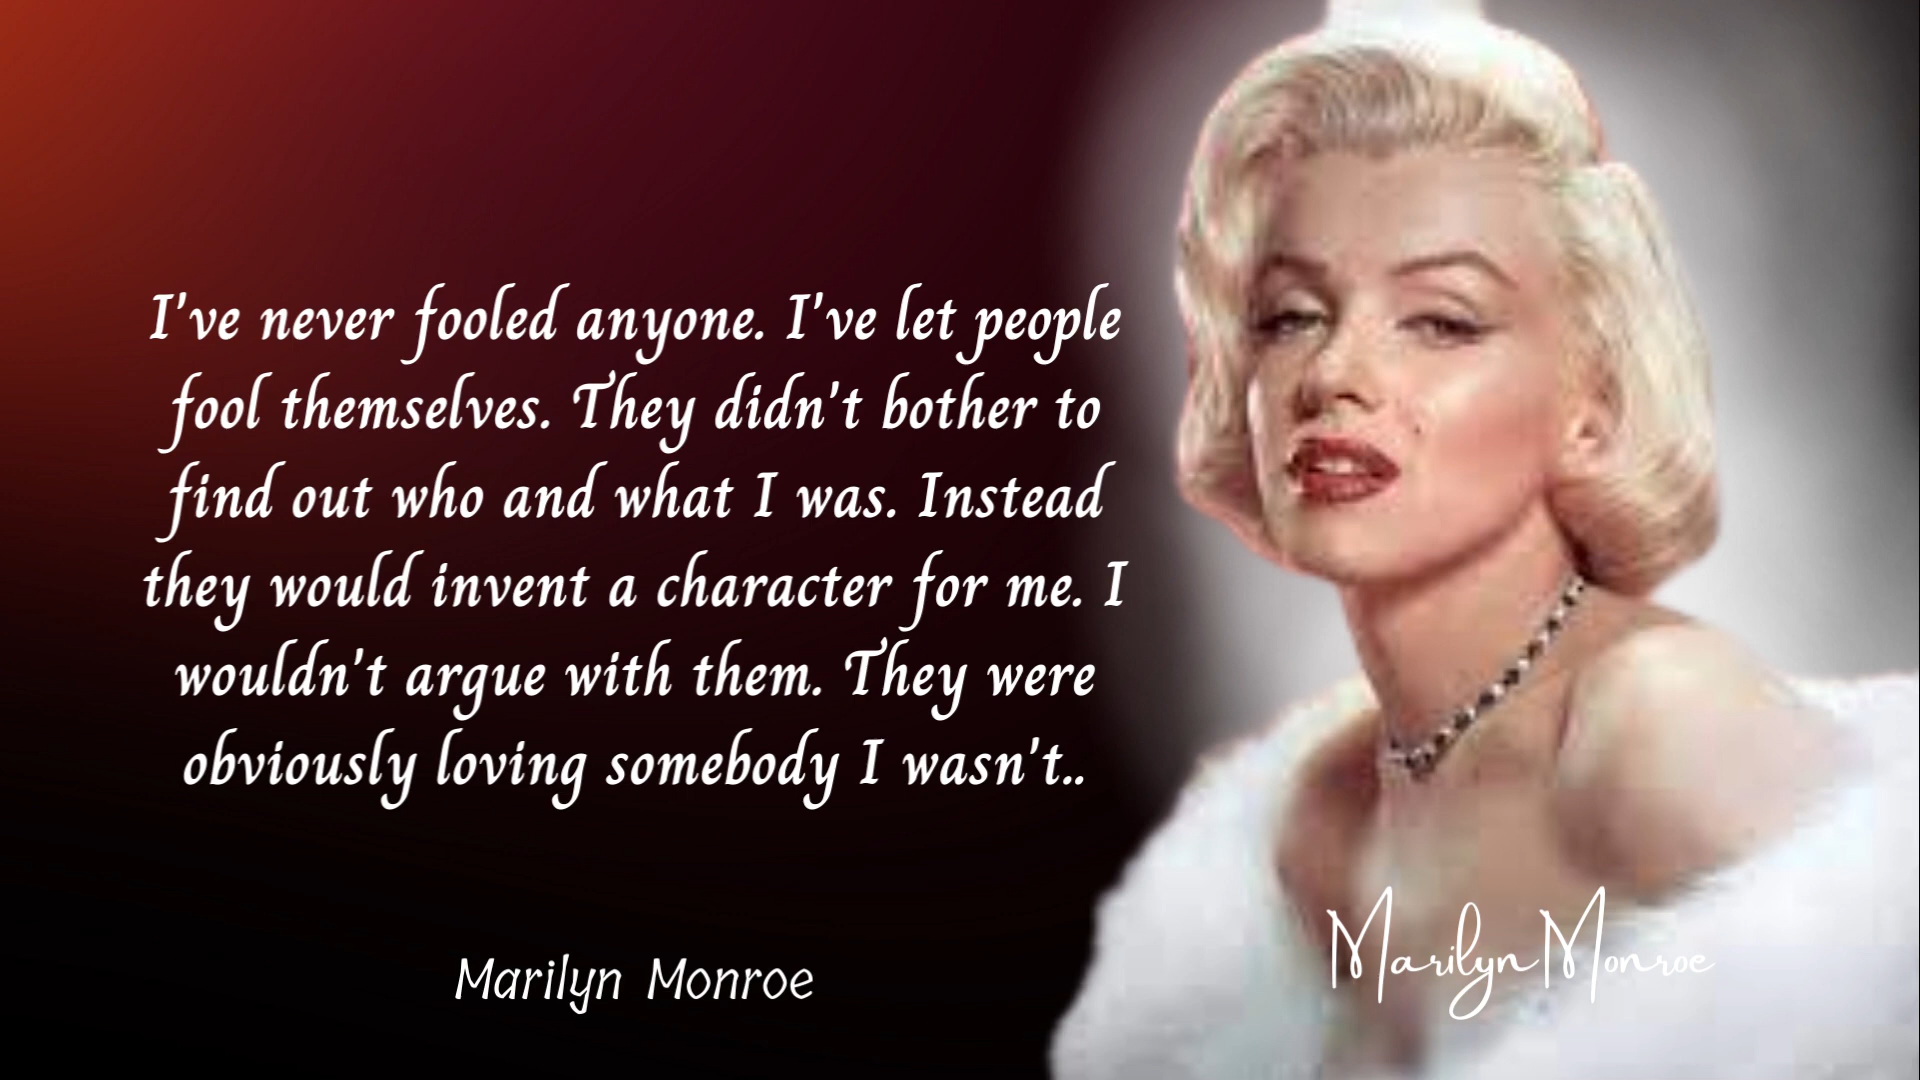 I've never fooled anyone. I've let people
fool themselves. They didn't bother to
find out who and what I was. Instead
they would invent a character for me. I
wouldn't argue with them. They were
obviously loving somebody I wasn't..
Marilyn Monroe
Marilyn Monroe